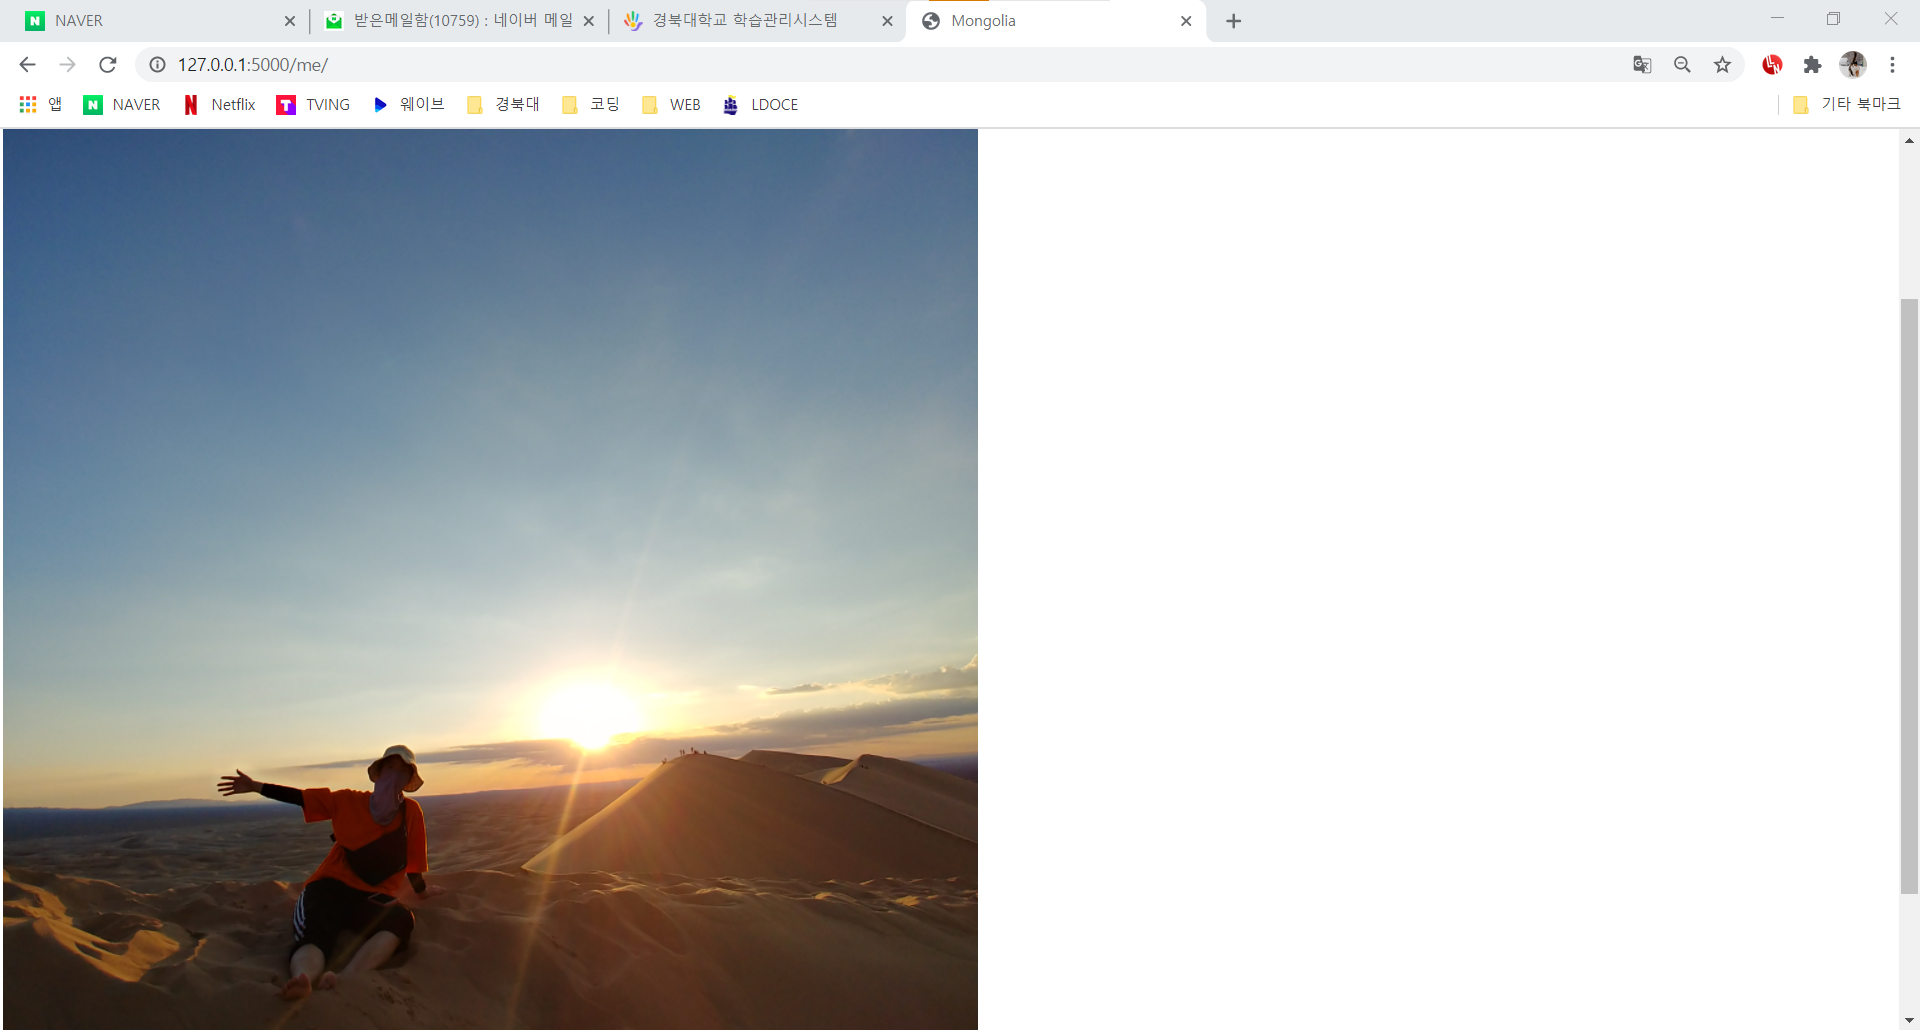 NAVER
받은메일함(10759) : 네이버 메일
경북대학교 학습관리시스템
Mongolia
127.0.0.1:5000/me/
앱
NAVER
Netflix
TVING
웨이브
경북대
코딩
WEB
LDOCE
기타 북마크